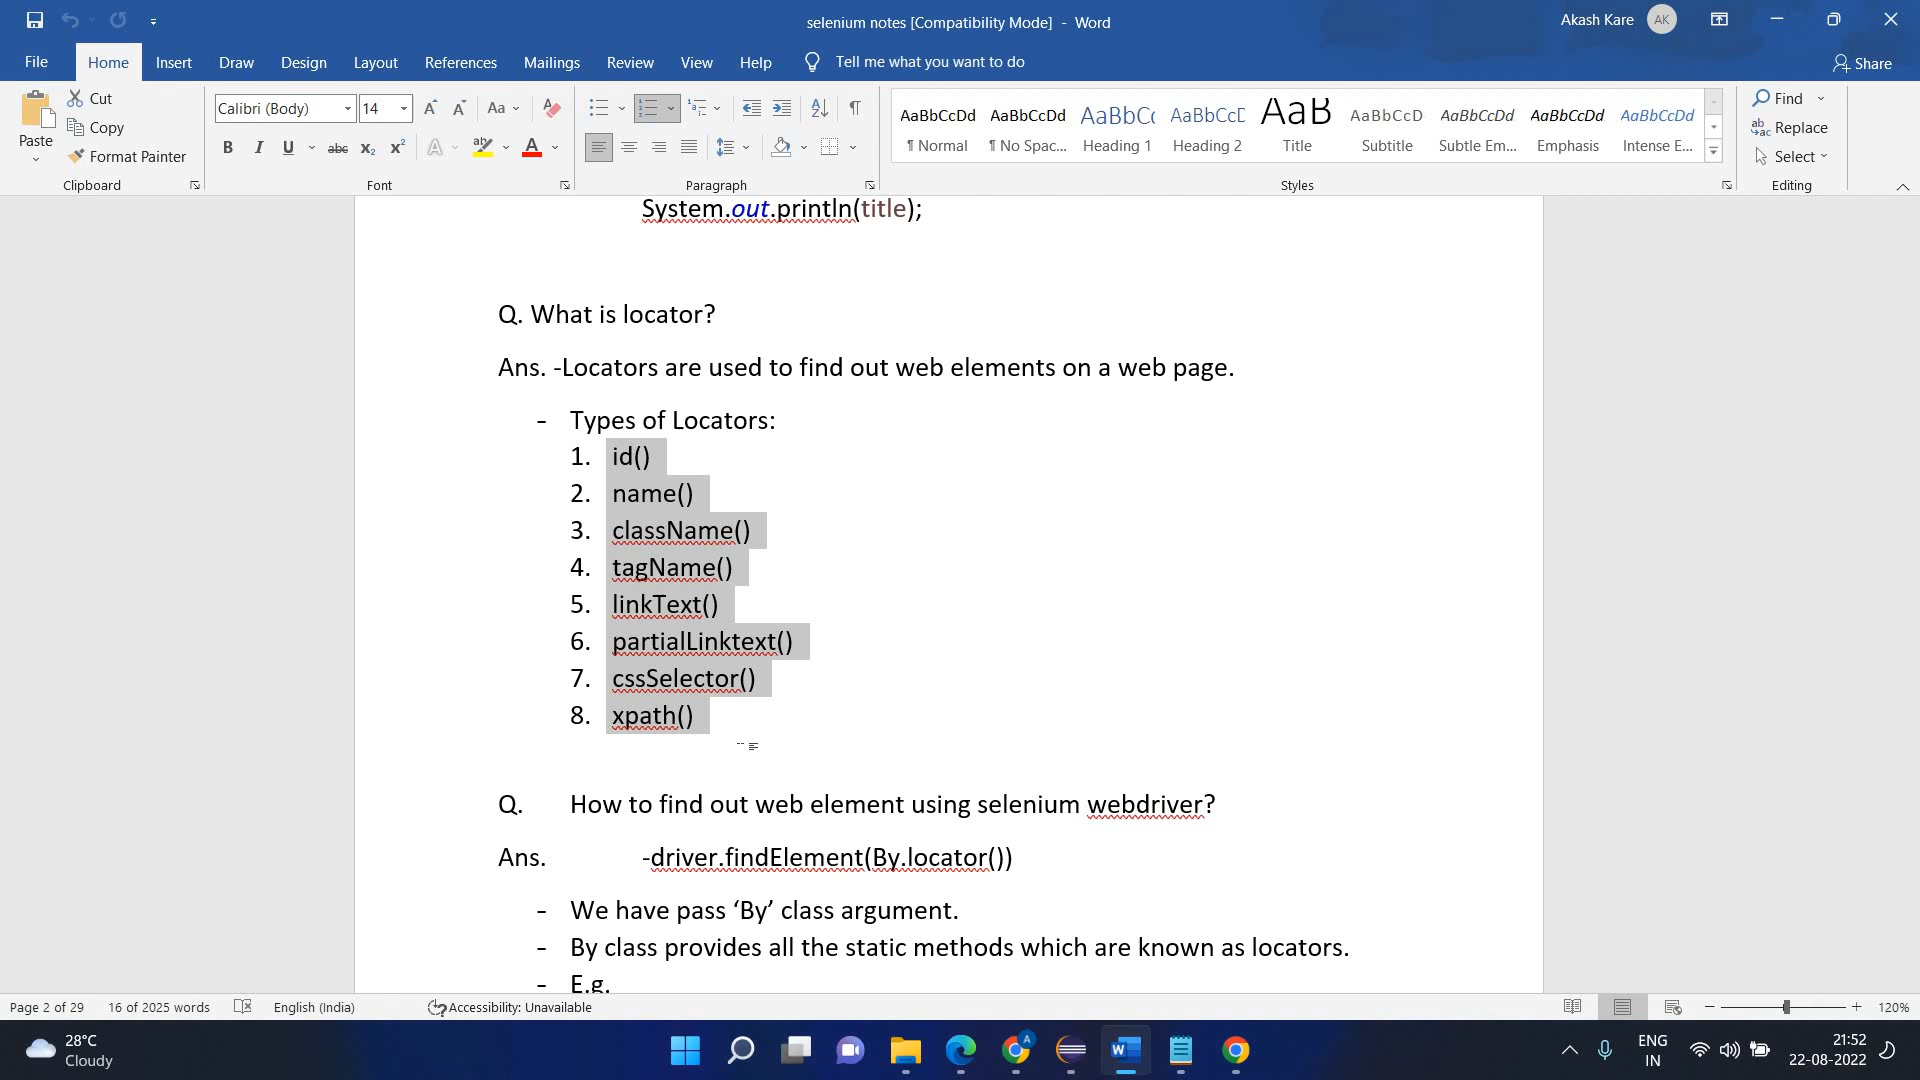 selenium notes [Compatibility Mode] - Word
Akash Kare
AK
File
Home
Insert
Draw
Design
Layout
References
Mailings
Review
View
Help
Tell me what you want to do
Share
Paste
Cut
Copy
Format Painter
Clipboard
Calibri (Body)
14
Font
Paragraph
AaBbCcDd
¶ Normal
AaBbCcDd
¶ No Spac...
AaBbCc
Heading 1
AaBbCcD
Heading 2
AaB
Title
AaBbCcD
Subtitle
AaBbCcDd
Subtle Em...
AaBbCcDd
Emphasis
AaBbCcDd
Intense E...
Styles
Find
Replace
Select
Editing
System.out.println(title);
Q. What is locator?
Ans. -Locators are used to find out web elements on a web page.
- Types of Locators:
1. id()
2. name()
3. className()
4. tagName()
5. linkText()
6. partialLinktext()
7. cssSelector()
8. xpath()
Q. How to find out web element using selenium webdriver?
Ans. -driver.findElement(By.locator())
- We have pass ‘By’ class argument.
- By class provides all the static methods which are known as locators.
- E.g.
Page 2 of 29
16 of 2025 words
English (India)
Accessibility: Unavailable
120%
28°C
Cloudy
ENG
IN
21:52
22-08-2022